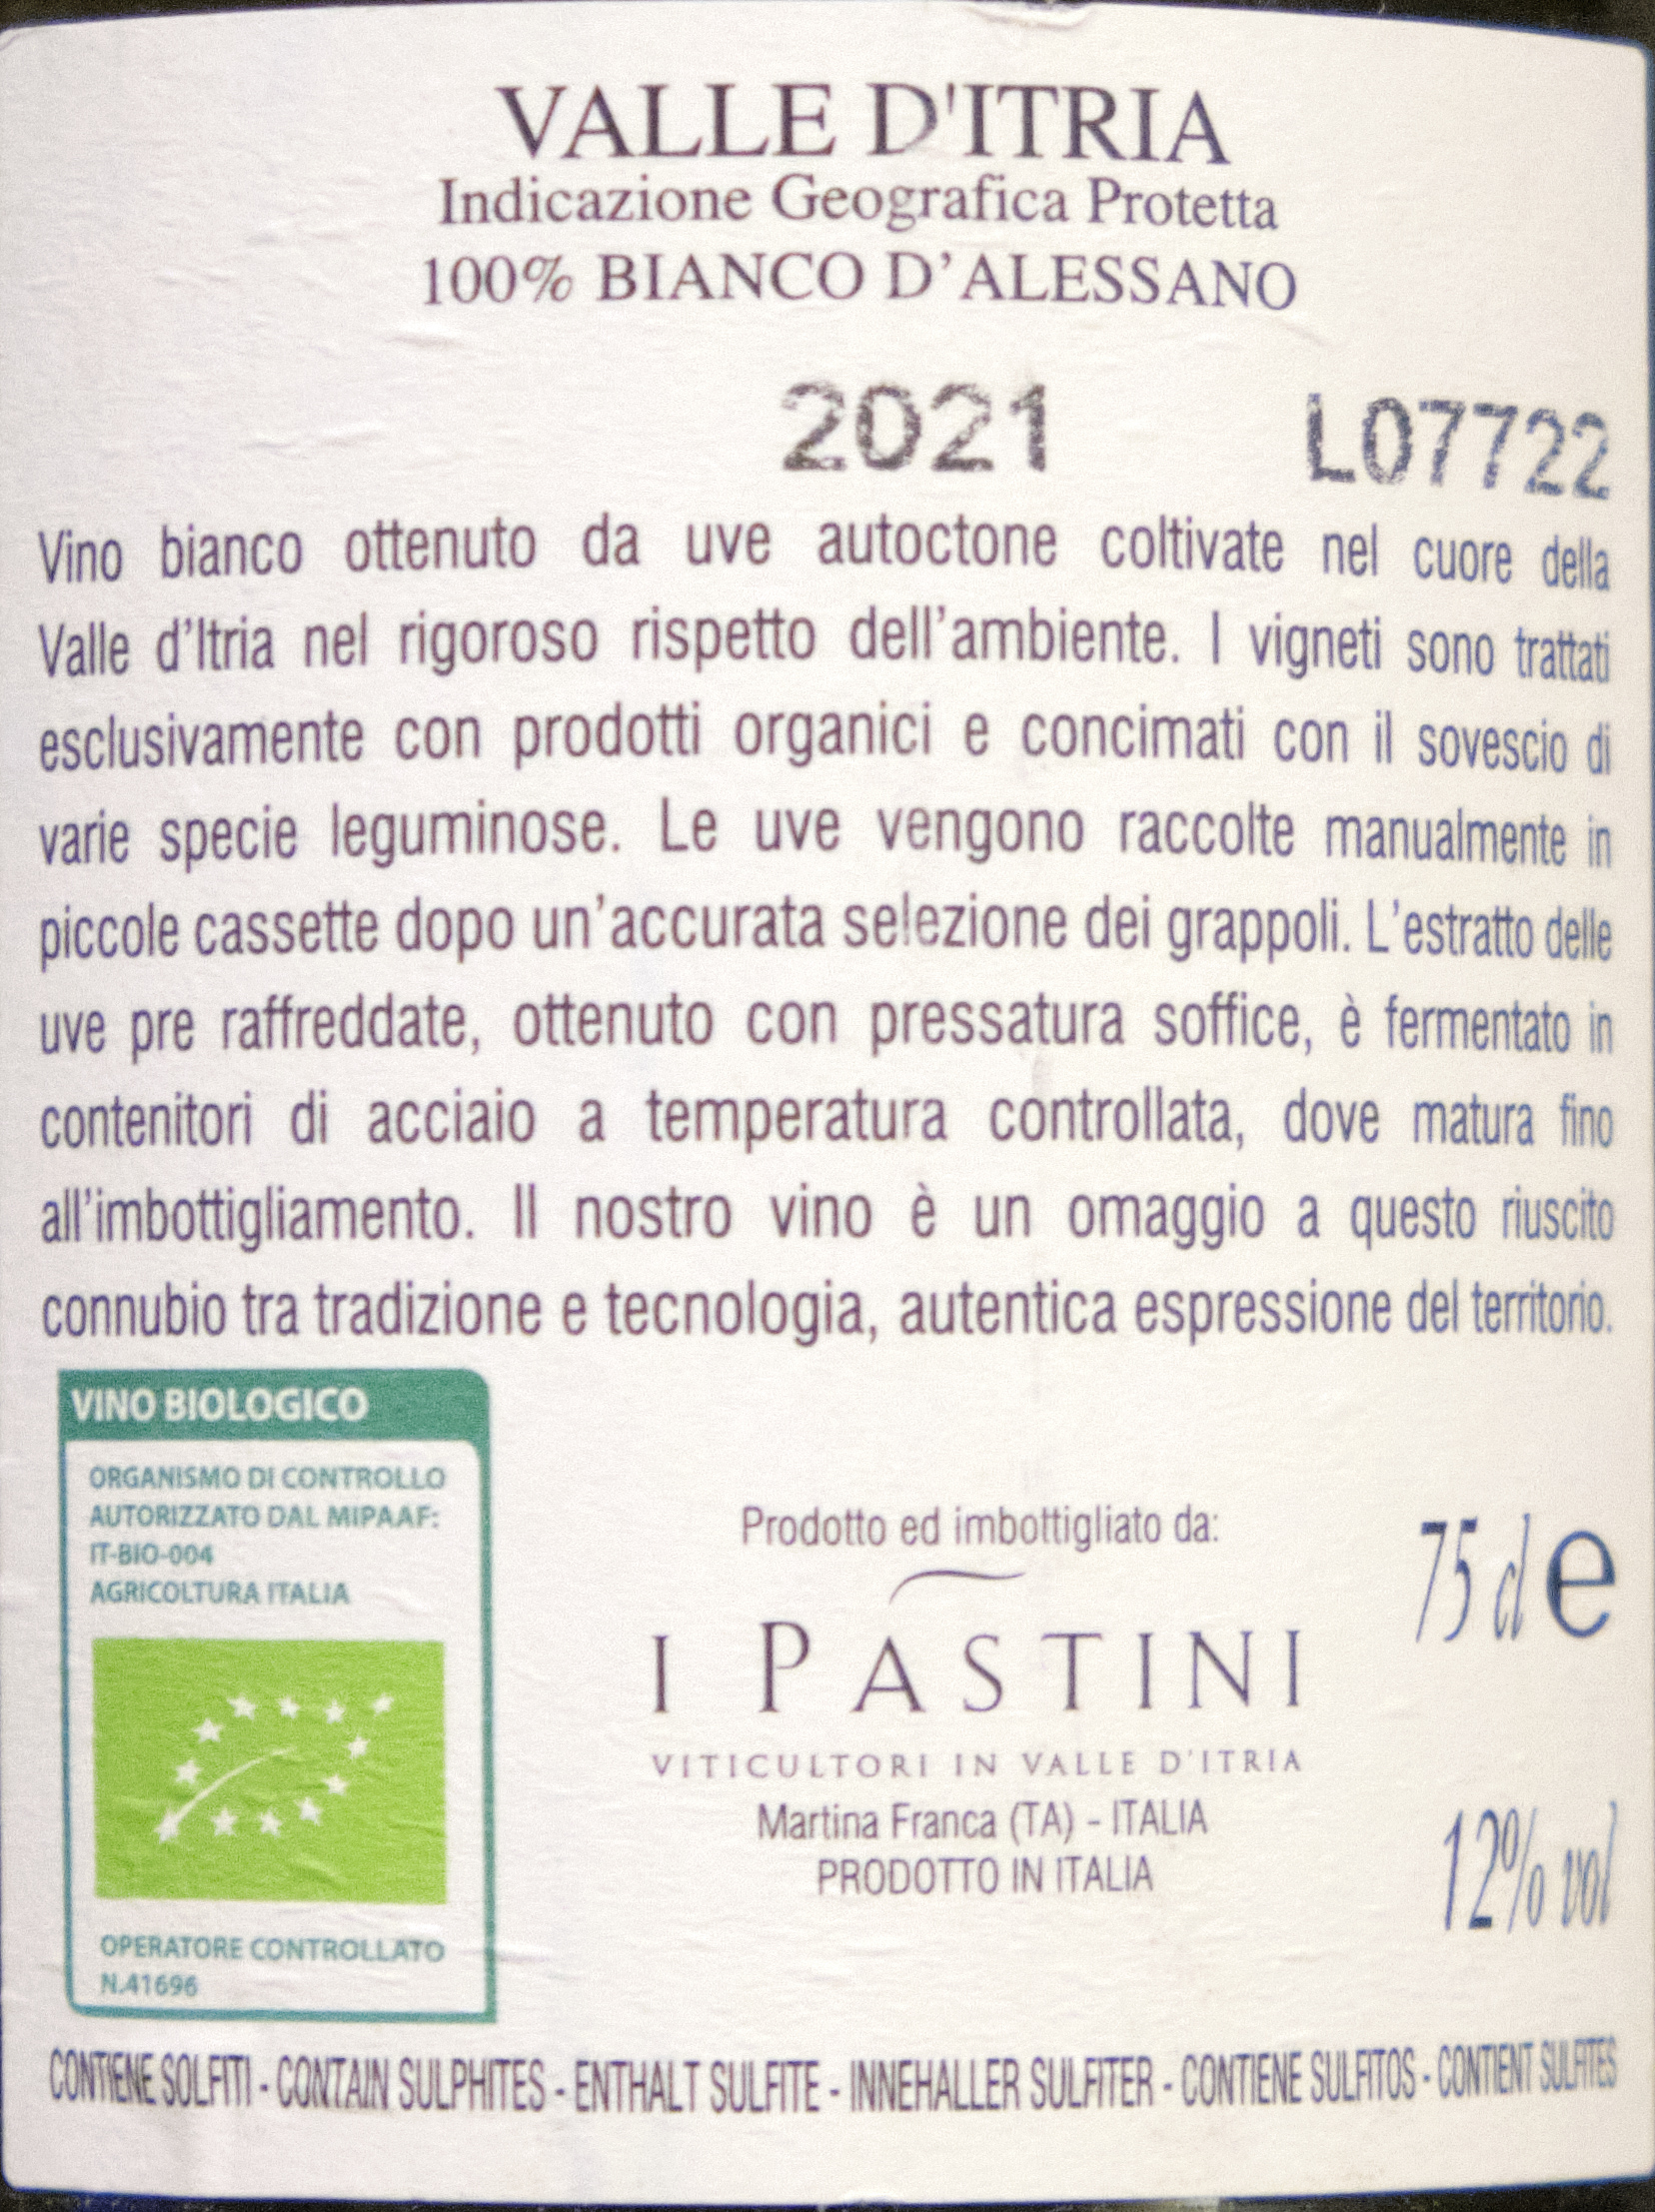 VALLE D'ITRIA
Indicazione Geografica Protetta
100% BIANCO D’ALESSANO
2021 L07722
Vino bianco ottenuto da uve autoctone coltivate nel cuore della
Valle d’Itria nel rigoroso rispetto dell’ambiente. I vigneti sono trattati
esclusivamente con prodotti organici e concimati con il sovescio di
varie specie leguminose. Le uve vengono raccolte manualmente in
piccole cassette dopo un’accurata selezione dei grappoli. L’estratto delle
uve pre raffreddate, ottenuto con pressatura soffice, è fermentato in
contenitori di acciaio a temperatura controllata, dove matura fino
all’imbottigliamento. Il nostro vino è un omaggio a questo riuscito
connubio tra tradizione e tecnologia, autentica espressione del territorio.
VINO BIOLOGICO
ORGANISMO DI CONTROLLO
AUTORIZZATO DAL MIPAAF:
IT-BIO-004
AGRICOLTURA ITALIA
OPERATORE CONTROLLATO
N.41696
Prodotto ed imbottigliato da:
I PASTINI
VITICULTORI IN VALLE D'ITRIA
Martina Franca (TA) - ITALIA
PRODOTTO IN ITALIA
75 cl e
12% vol
CONTIENE SOLFITI - CONTAIN SULPHITES - ENTHALT SULFITE - INNEHALLER SULFITER - CONTIENE SULFITOS - CONTIENT SULFITES